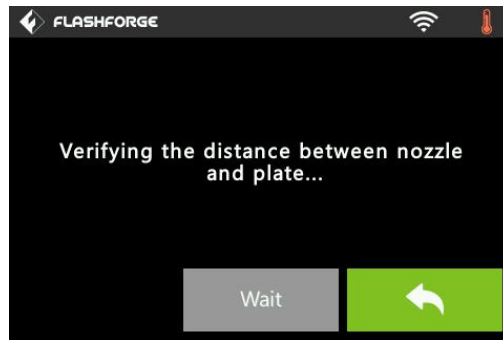 FLASHFORGE
Verifying the distance between nozzle
and plate...
Wait